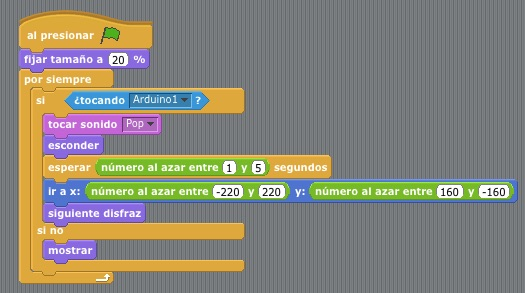 al presionar
fijar tamaño a 20 %
por siempre
si ¿tocando Arduino1 ?
tocar sonido Pop
esconder
esperar número al azar entre 1 y 5 segundos
ir a x: número al azar entre -220 y 220 y: número al azar entre 160 y -160
siguiente disfraz
si no
mostrar